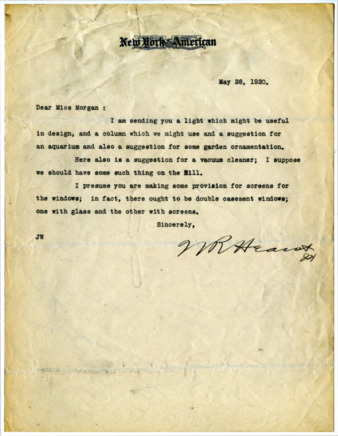 New York American
May 28, 1920.
Dear Miss Morgan :
I am sending you a light which might be useful
in design, and a column which we might use and a suggestion for
an aquarium and also a suggestion for some garden ornamentation.
Here also is a suggestion for a vacuum cleaner; I suppose
we should have some such thing on the Hill.
I presume you are making some provision for screens for
the windows; in fact, there ought to be double casement windows;
one with glass and the other with screens.
Sincerely,
JW
WR Hearst